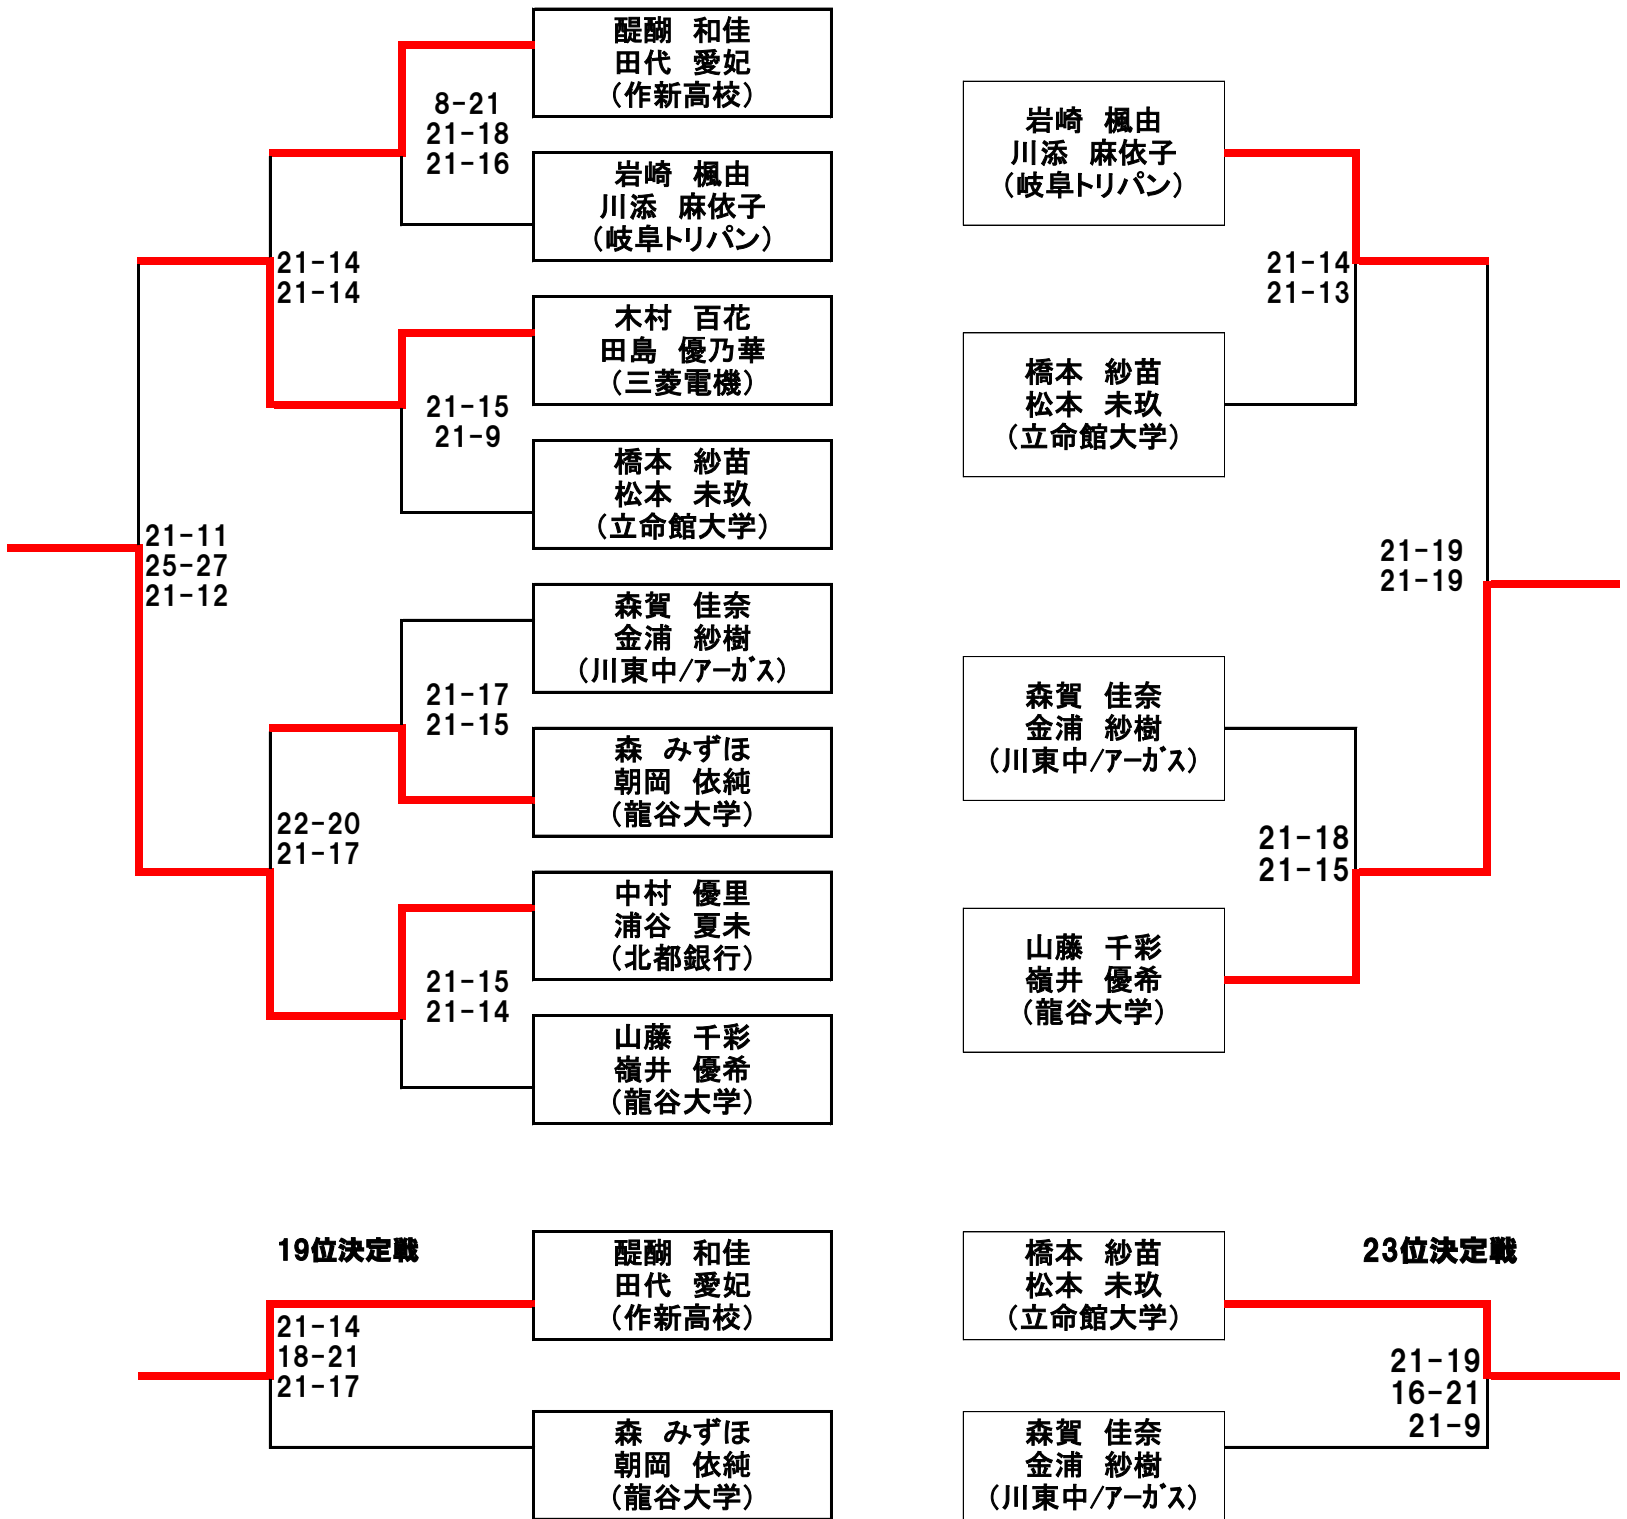 醍醐 和佳
田代 愛妃
(作新高校)
8-21
21-18
21-16
岩崎 楓由
川添 麻依子
(岐阜トリパン)
21-14
21-14
木村 百花
田島 優乃華
(三菱電機)
21-15
21-9
橋本 紗苗
松本 未玖
(立命館大学)
21-11
25-27
21-12
森賀 佳奈
金浦 紗樹
(川東中/ｱｰｶﾞｽ)
21-17
21-15
森 みずほ
朝岡 依純
(龍谷大学)
22-20
21-17
中村 優里
浦谷 夏未
(北都銀行)
21-15
21-14
山藤 千彩
嶺井 優希
(龍谷大学)
岩崎 楓由
川添 麻依子
(岐阜トリパン)
21-14
21-13
橋本 紗苗
松本 未玖
(立命館大学)
21-19
21-19
森賀 佳奈
金浦 紗樹
(川東中/ｱｰｶﾞｽ)
21-18
21-15
山藤 千彩
嶺井 優希
(龍谷大学)
19位決定戦
醍醐 和佳
田代 愛妃
(作新高校)
21-14
18-21
21-17
森 みずほ
朝岡 依純
(龍谷大学)
23位決定戦
橋本 紗苗
松本 未玖
(立命館大学)
21-19
16-21
21-9
森賀 佳奈
金浦 紗樹
(川東中/ｱｰｶﾞｽ)